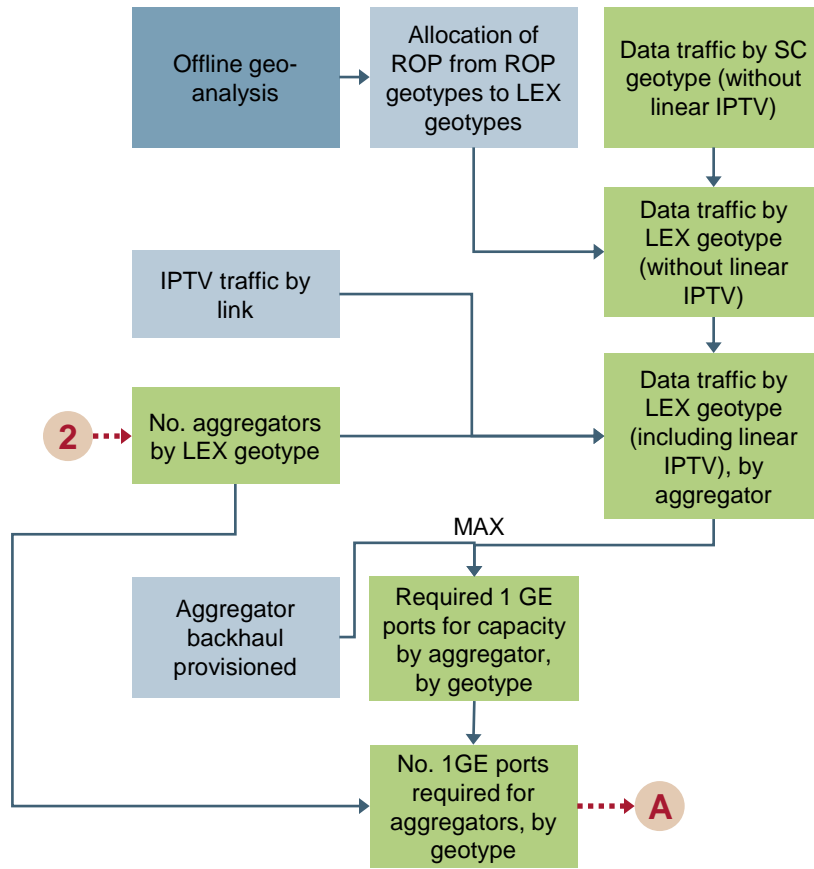 Offline geo-
analysis
Allocation of
ROP from ROP
geotypes to LEX
geotypes
Data traffic by SC
geotype (without
linear IPTV)
Data traffic by
LEX geotype
(without linear
IPTV)
IPTV traffic by
link
2
No. aggregators
by LEX geotype
Data traffic by
LEX geotype
(including linear
IPTV), by
aggregator
MAX
Aggregator
backhaul
provisioned
Required 1 GE
ports for capacity
by aggregator,
by geotype
No. 1GE ports
required for
aggregators, by
geotype
A